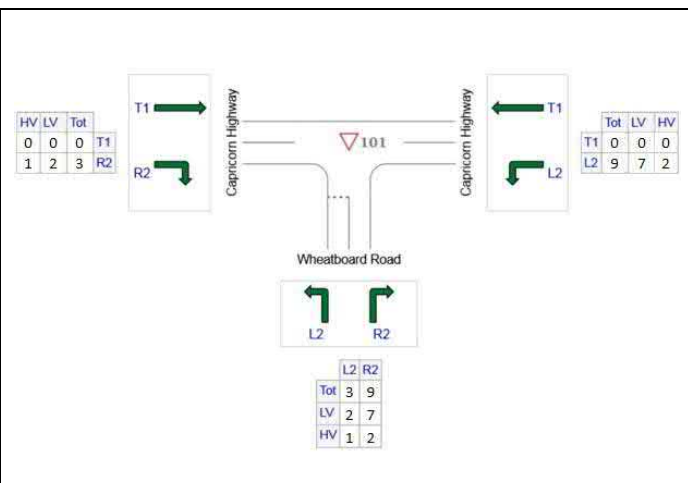 T1
T1
HV LV Tot
0 0 0 T1
1 2 3 R2
R2
Capricorn Highway
101
Capricorn Highway
Tot LV HV
T1 0 0 0
L2 9 7 2
L2
Wheatboard Road
L2 R2
L2 R2
Tot 3 9
LV 2 7
HV 1 2